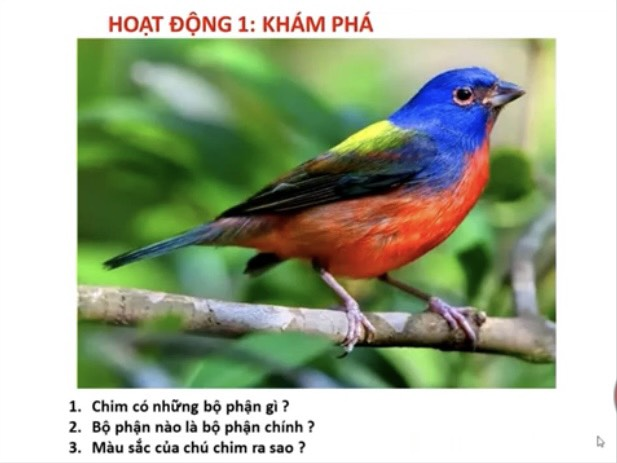 HOẠT ĐỘNG 1: KHÁM PHÁ
1. Chim có những bộ phận gì ?
2. Bộ phận nào là bộ phận chính ?
3. Màu sắc của chú chim ra sao ?